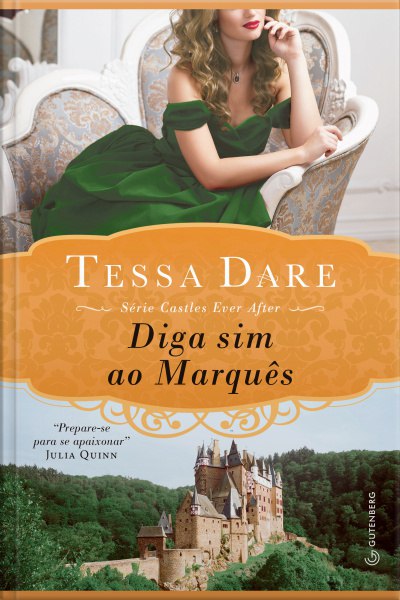 TESSA DARE
Série Castles Ever After
Diga sim
ao Marquês
“Prepare-se
para se apaixonar”
JULIA QUINN
GUTENBERG